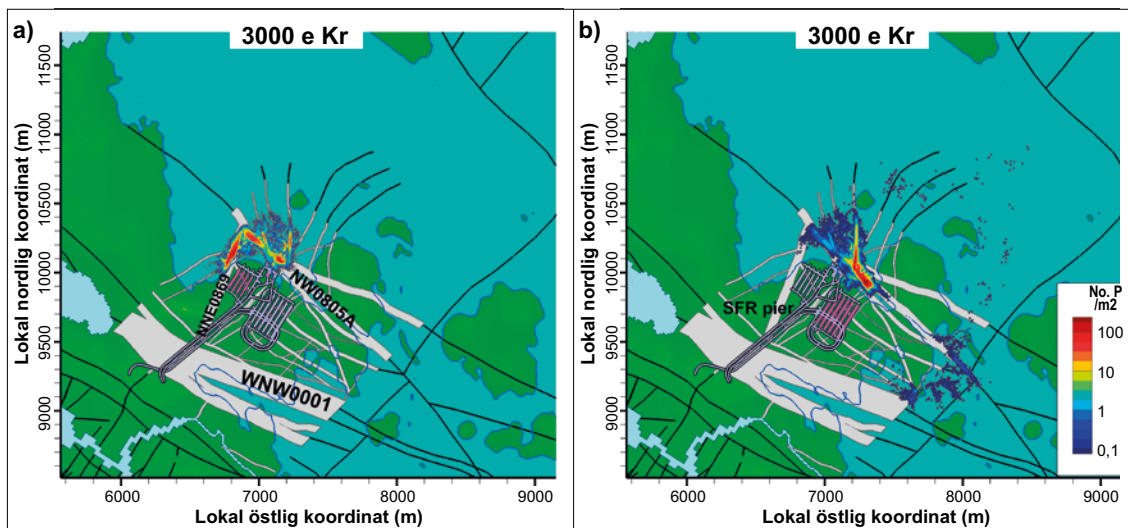 a)
3000 e Kr
Lokal nordlig koordinat (m)
11500
11000
10500
10000
9500
9000
NNE0869
NW0805A
WNW0001
6000
7000
8000
9000
Lokal östlig koordinat (m)
b)
3000 e Kr
Lokal nordlig koordinat (m)
11500
11000
10500
10000
9500
9000
SFR pier
No. P
/m2
100
10
1
0,1
6000
7000
8000
9000
Lokal östlig koordinat (m)